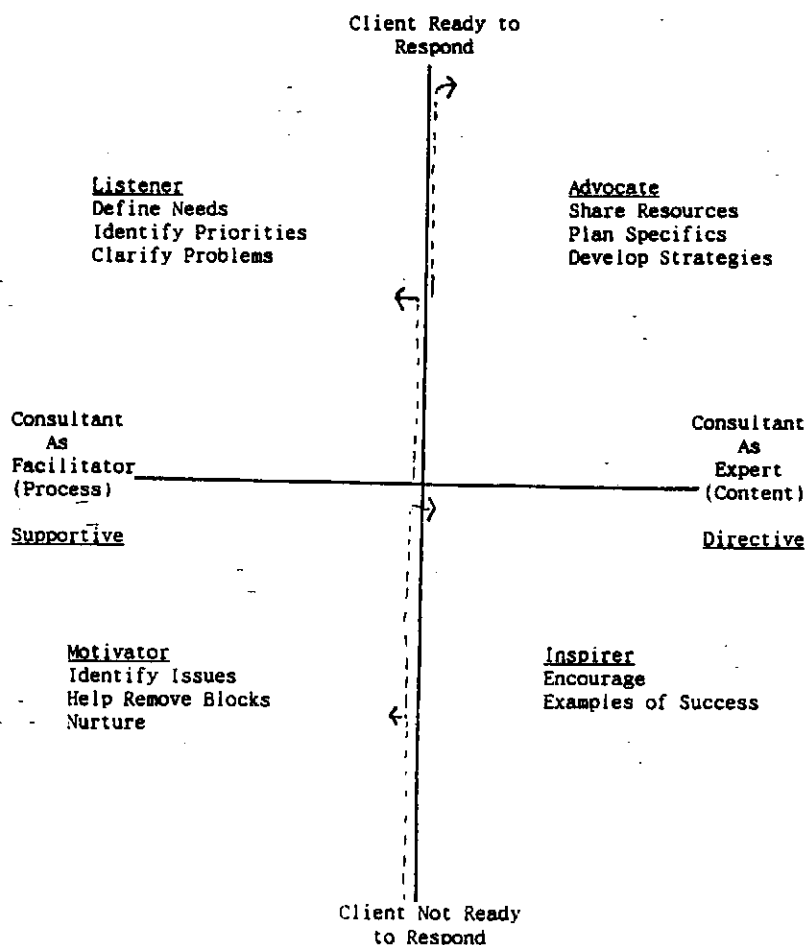 Client Ready to
Respond
Listener
Define Needs
Identify Priorities
Clarify Problems
Advocate
Share Resources
Plan Specifics
Develop Strategies
Consultant
As
Facilitator
(Process)
Supportive
Consultant
As
Expert
(Content)
Directive
Motivator
Identify Issues
Help Remove Blocks
Nurture
Inspirer
Encourage
Examples of Success
Client Not Ready
to Respond